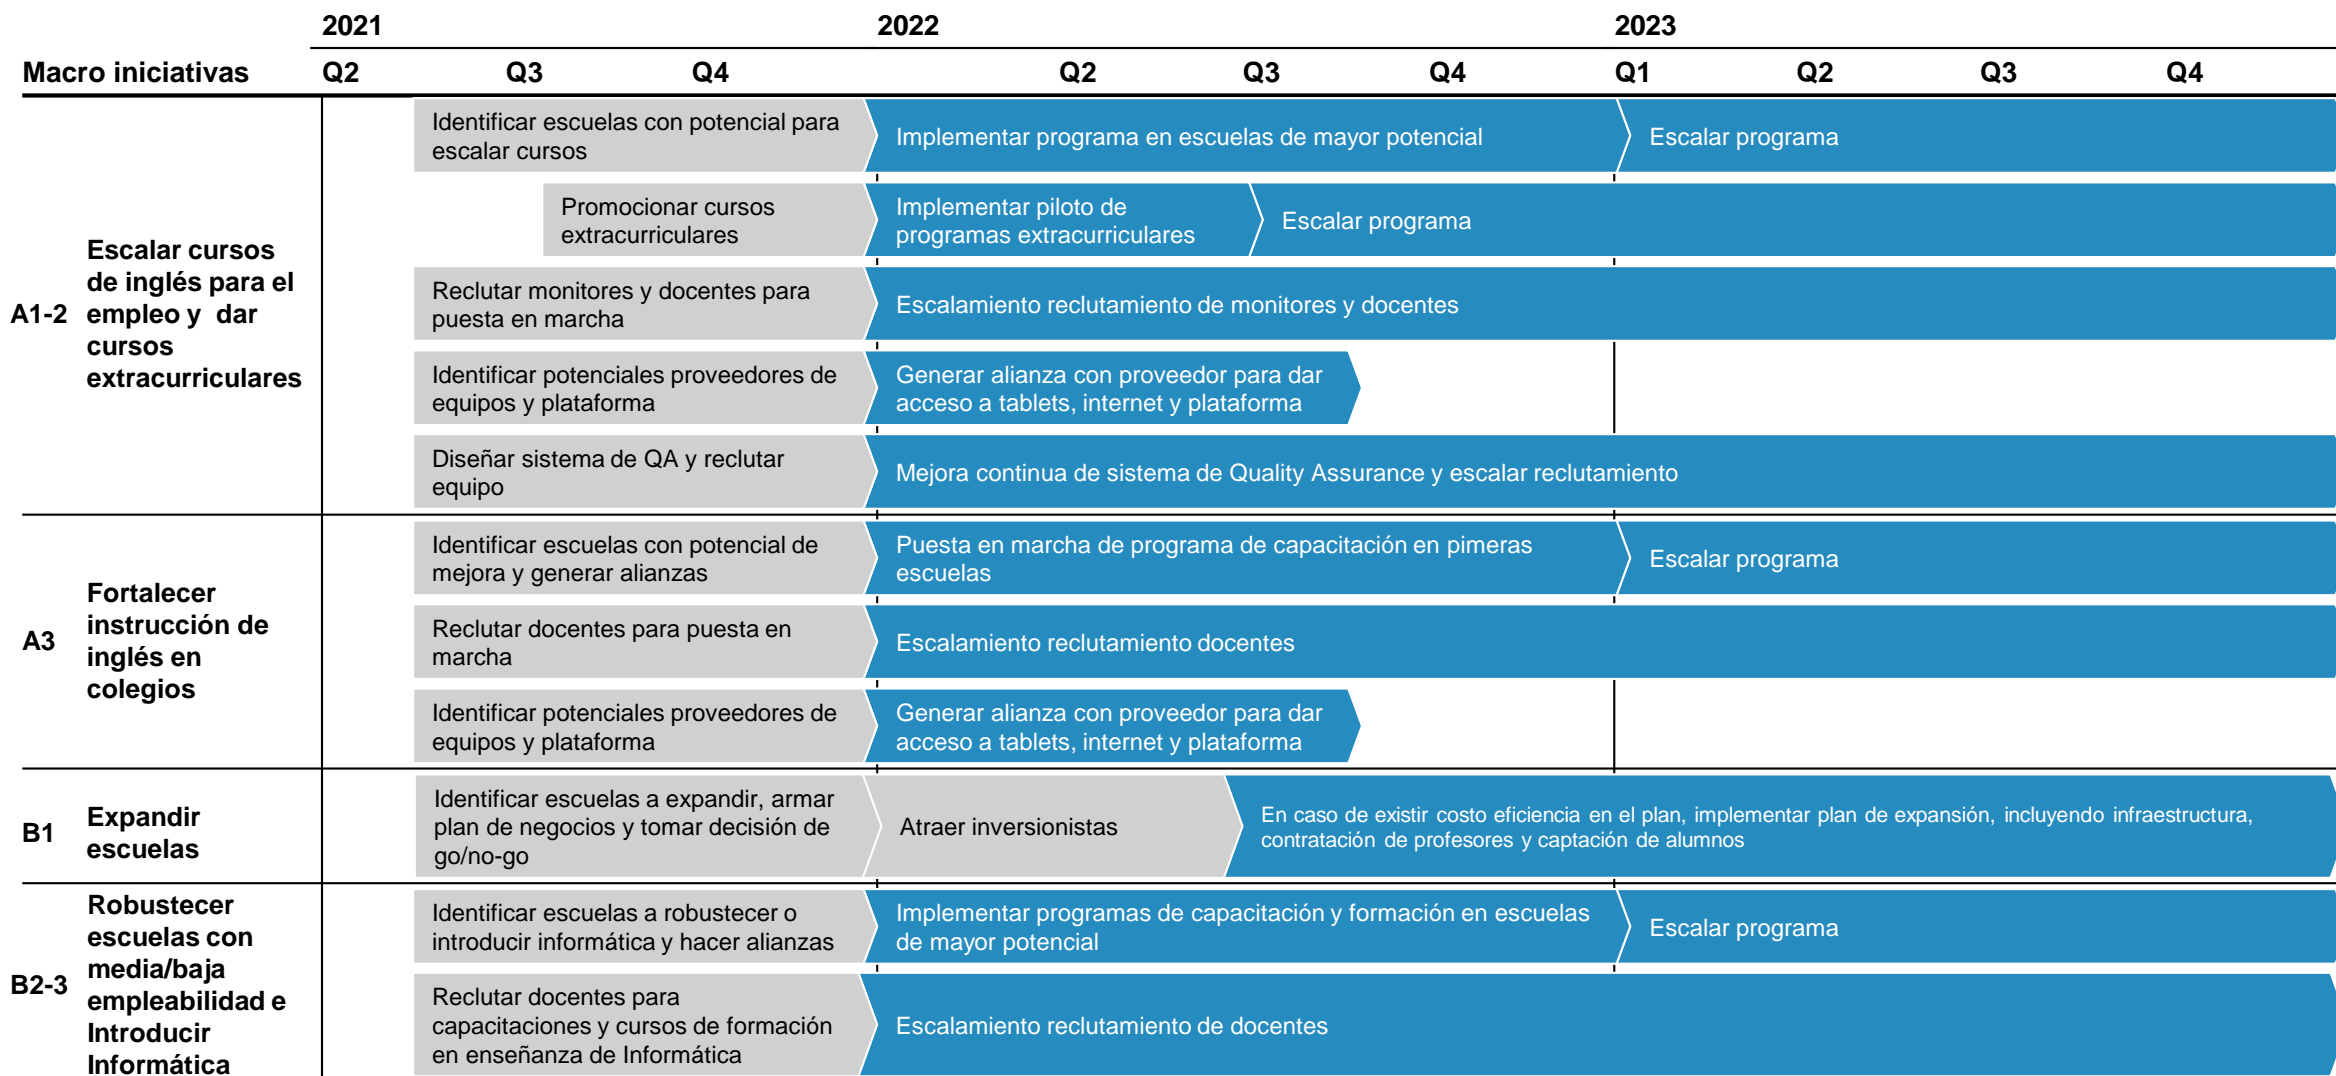 2021
2022
2023
Macro iniciativas
Q2
Q3
Q4
Q2
Q3
Q4
Q1
Q2
Q3
Q4
A1-2
Escalar cursos
de inglés para el
empleo y dar
cursos
extracurriculares
Identificar escuelas con potencial para
escalar cursos
Implementar programa en escuelas de mayor potencial
Escalar programa
Promocionar cursos
extracurriculares
Implementar piloto de
programas extracurriculares
Escalar programa
Reclutar monitores y docentes para
puesta en marcha
Escalamiento reclutamiento de monitores y docentes
Identificar potenciales proveedores de
equipos y plataforma
Generar alianza con proveedor para dar
acceso a tablets, internet y plataforma
Diseñar sistema de QA y reclutar
equipo
Mejora continua de sistema de Quality Assurance y escalar reclutamiento
A3
Fortalecer
instrucción de
inglés en
colegios
Identificar escuelas con potencial de
mejora y generar alianzas
Puesta en marcha de programa de capacitación en pimeras
escuelas
Escalar programa
Reclutar docentes para puesta en
marcha
Escalamiento reclutamiento docentes
Identificar potenciales proveedores de
equipos y plataforma
Generar alianza con proveedor para dar
acceso a tablets, internet y plataforma
B1
Expandir
escuelas
Identificar escuelas a expandir, armar
plan de negocios y tomar decisión de
go/no-go
Atraer inversionistas
En caso de existir costo eficiencia en el plan, implementar plan de expansión, incluyendo infraestructura,
contratación de profesores y captación de alumnos
B2-3
Robustecer
escuelas con
media/baja
empleabilidad e
Introducir
Informática
Identificar escuelas a robustecer o
introducir informática y hacer alianzas
Implementar programas de capacitación y formación en escuelas
de mayor potencial
Escalar programa
Reclutar docentes para
capacitaciones y cursos de formación
en enseñanza de Informática
Escalamiento reclutamiento de docentes